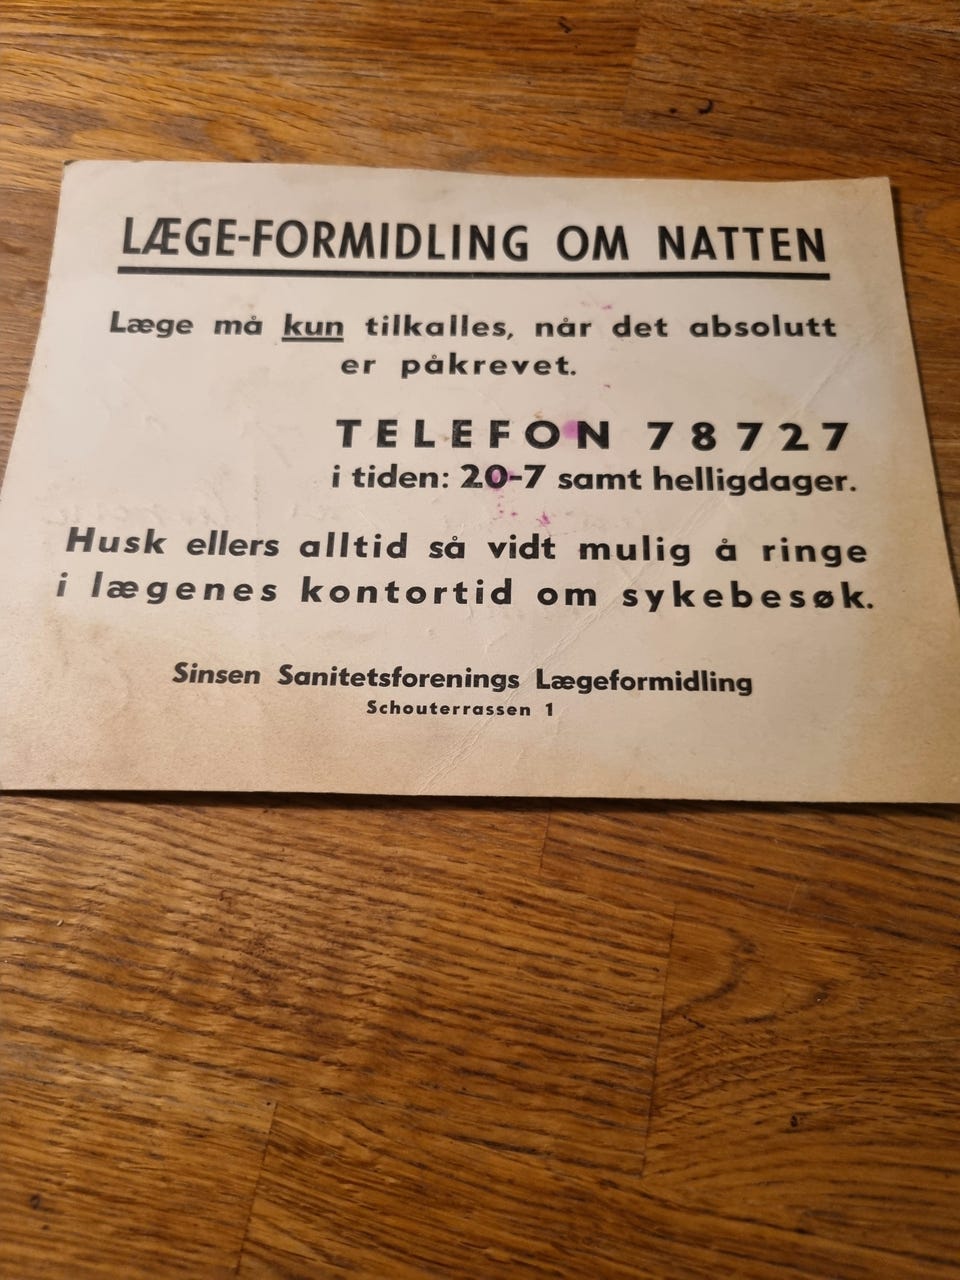 LÆGE-FORMIDLING OM NATTEN
Læge må kun tilkalles, når det absolutt
er påkrevet.
TELEFON 78727
i tiden: 20-7 samt helligdager.
Husk ellers alltid så vidt mulig å ringe
i lægenes kontortid om sykebesøk.
Sinsen Sanitetsforenings Lægeformidling
Schouterrassen 1